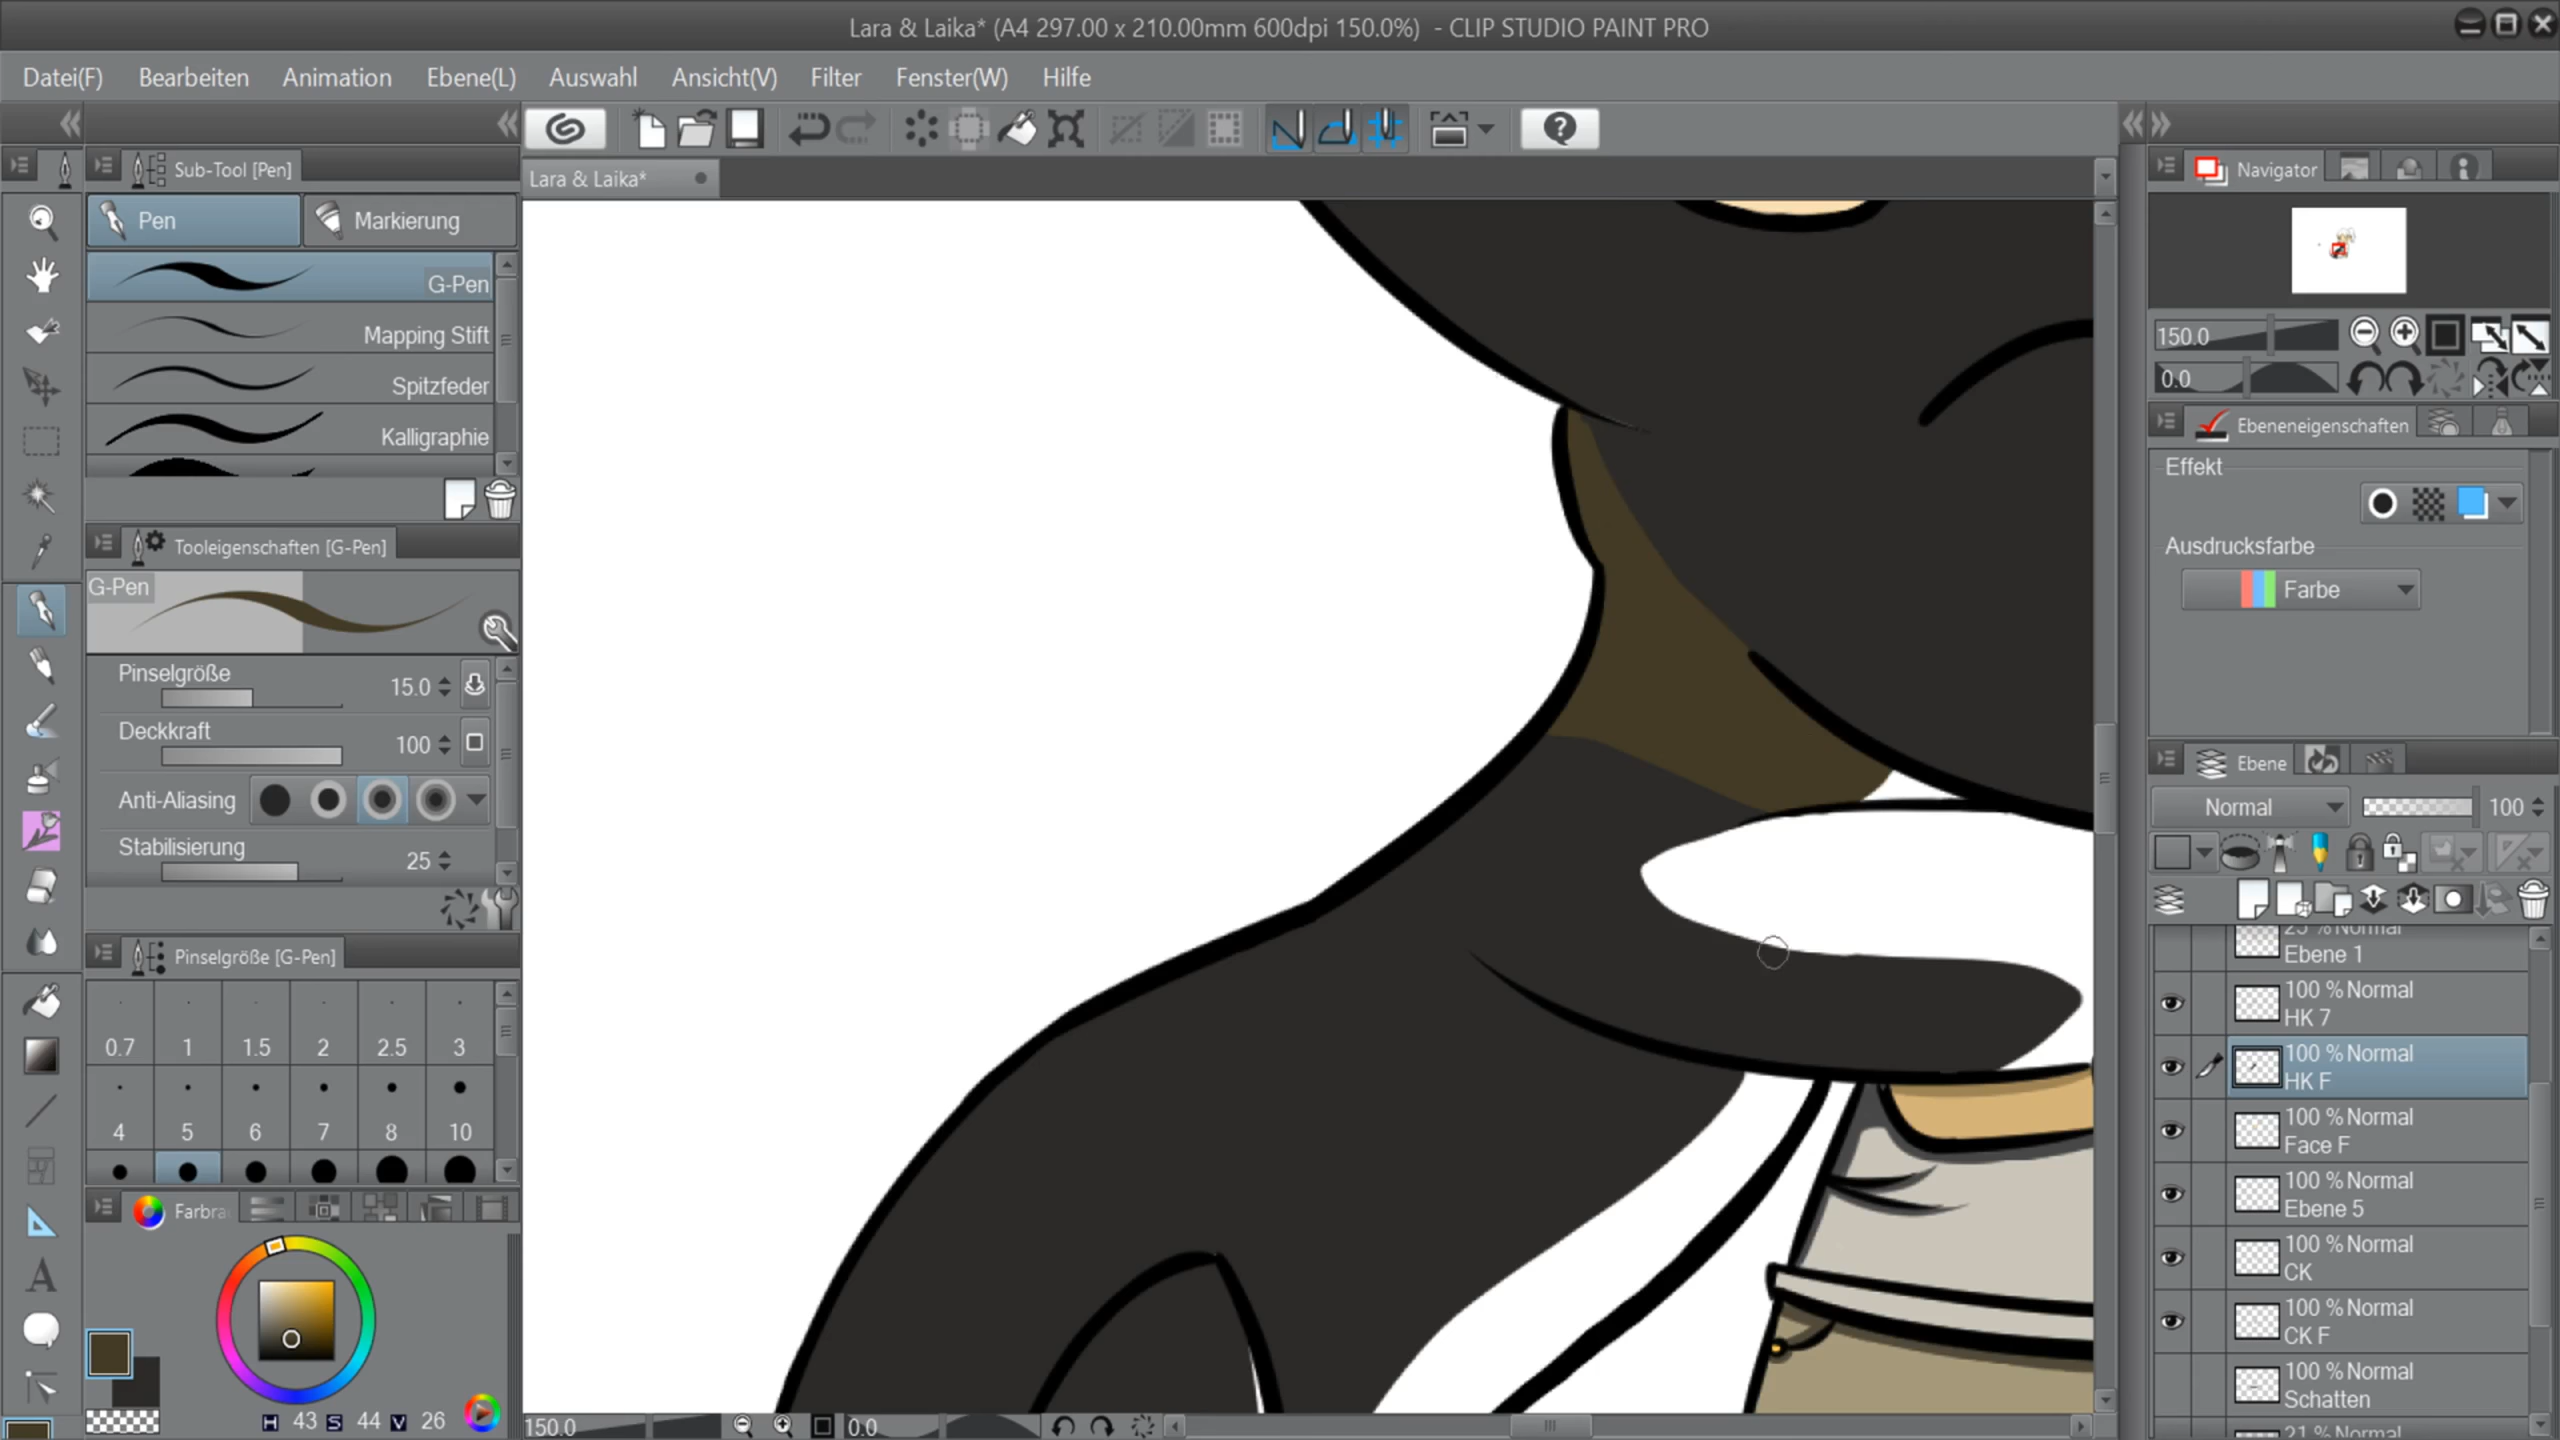 Lara & Laika* (A4 297.00 x 210.00mm 600dpi 150.0%) - CLIP STUDIO PAINT PRO
Datei(F) Bearbeiten Animation Ebene(L) Auswahl Ansicht(V) Filter Fenster(W) Hilfe
Sub-Tool [Pen]
Pen Markierung
G-Pen
Mapping Stift
Spitzfeder
Kalligraphie
Tooleigenschaften [G-Pen]
G-Pen
Pinselgröße 15.0
Deckkraft 100
Anti-Aliasing
Stabilisierung 25
Pinselgröße [G-Pen]
0.7 1 1.5 2 2.5 3
4 5 6 7 8 10
H 43 S 44 V 26
Lara & Laika*
150.0 0.0
Navigator
150.0
0.0
Ebeneneigenschaften
Effekt
Ausdrucksfarbe
Farbe
Ebene
Normal 100
25 % Normal
Ebene 1
100 % Normal
HK 7
100 % Normal
HK F
100 % Normal
Face F
100 % Normal
Ebene 5
100 % Normal
CK
100 % Normal
CK F
100 % Normal
Schatten
21 % Normal